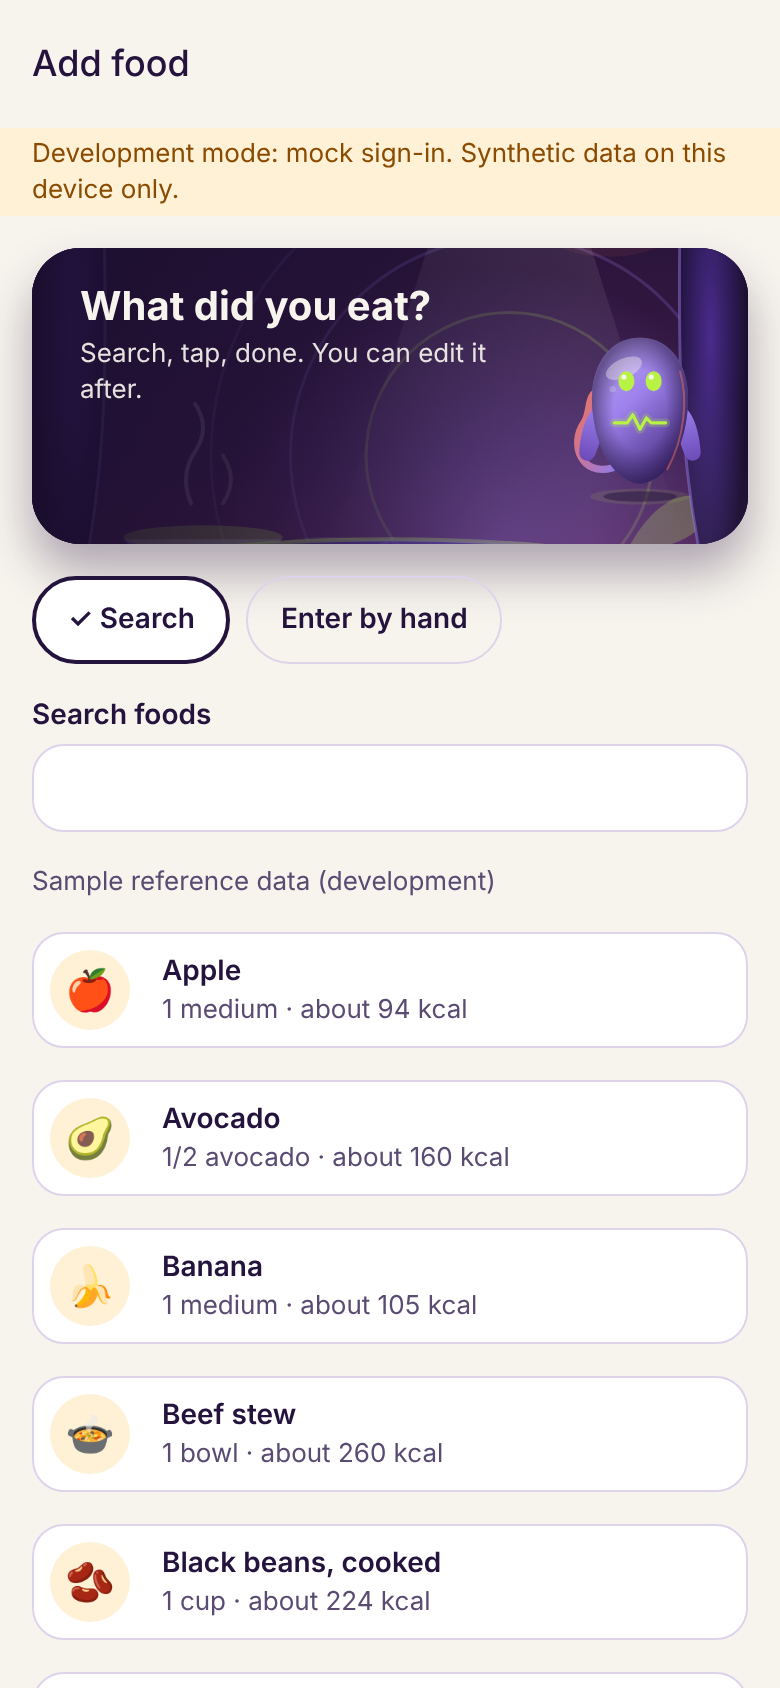 Add food
Development mode: mock sign-in. Synthetic data on this
device only.
What did you eat?
Search, tap, done. You can edit it
after.
✓ Search
Enter by hand
Search foods
Sample reference data (development)
Apple
1 medium · about 94 kcal
Avocado
1/2 avocado · about 160 kcal
Banana
1 medium · about 105 kcal
Beef stew
1 bowl · about 260 kcal
Black beans, cooked
1 cup · about 224 kcal